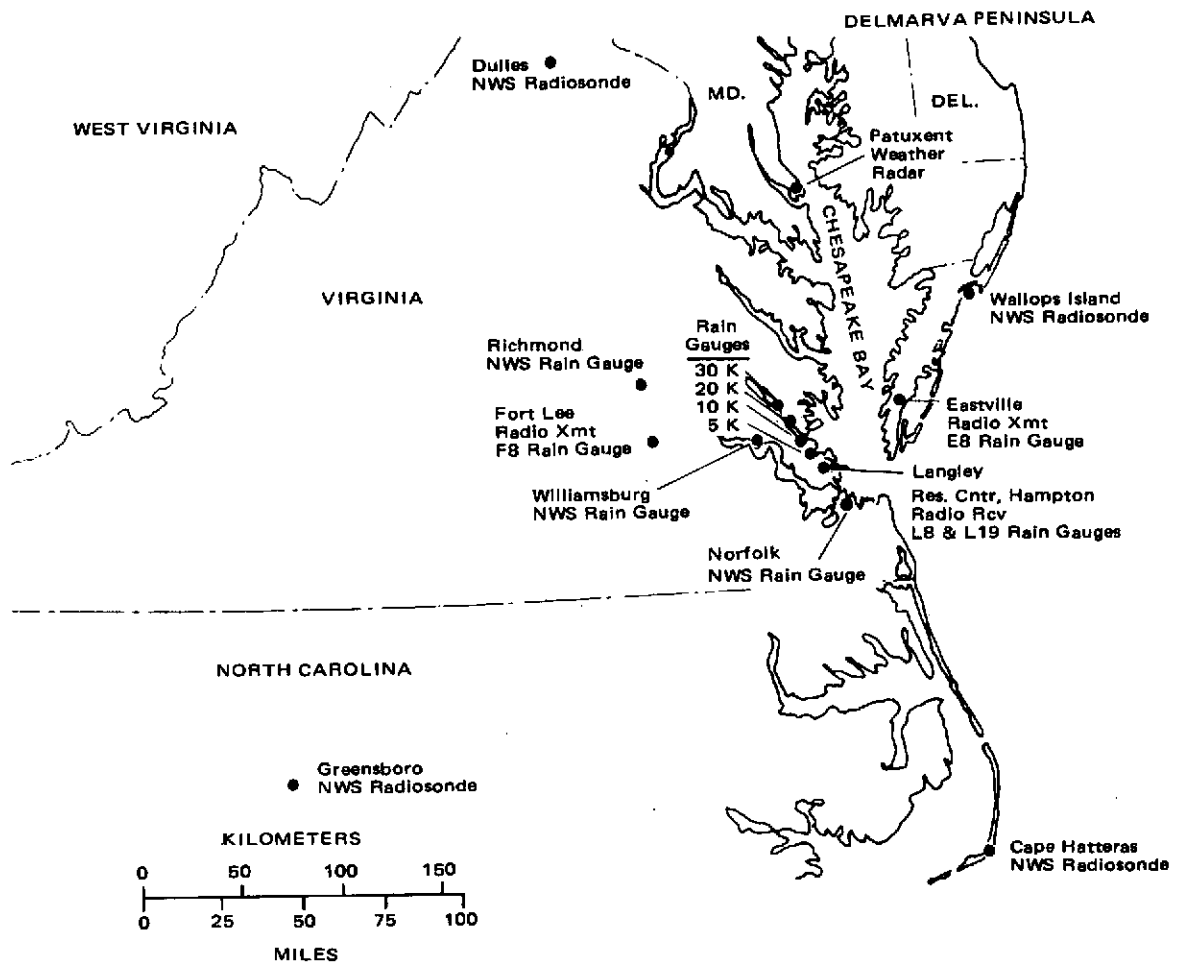 DELMARVA PENINSULA
Dulles
NWS Radiosonde
MD.
DEL.
WEST VIRGINIA
Patuxent
Weather
Radar
CHESAPEAKE BAY
VIRGINIA
Wallops Island
NWS Radiosonde
Rain
Gauges
30 K
20 K
10 K
5 K
Richmond
NWS Rain Gauge
Fort Lee
Radio Xmt
F8 Rain Gauge
Eastville
Radio Xmt
E8 Rain Gauge
Williamsburg
NWS Rain Gauge
Langley
Res. Cntr, Hampton
Radio Rcv
L8 & L19 Rain Gauges
Norfolk
NWS Rain Gauge
NORTH CAROLINA
Greensboro
NWS Radiosonde
Cape Hatteras
NWS Radiosonde
KILOMETERS
0 50 100 150
0 25 50 75 100
MILES